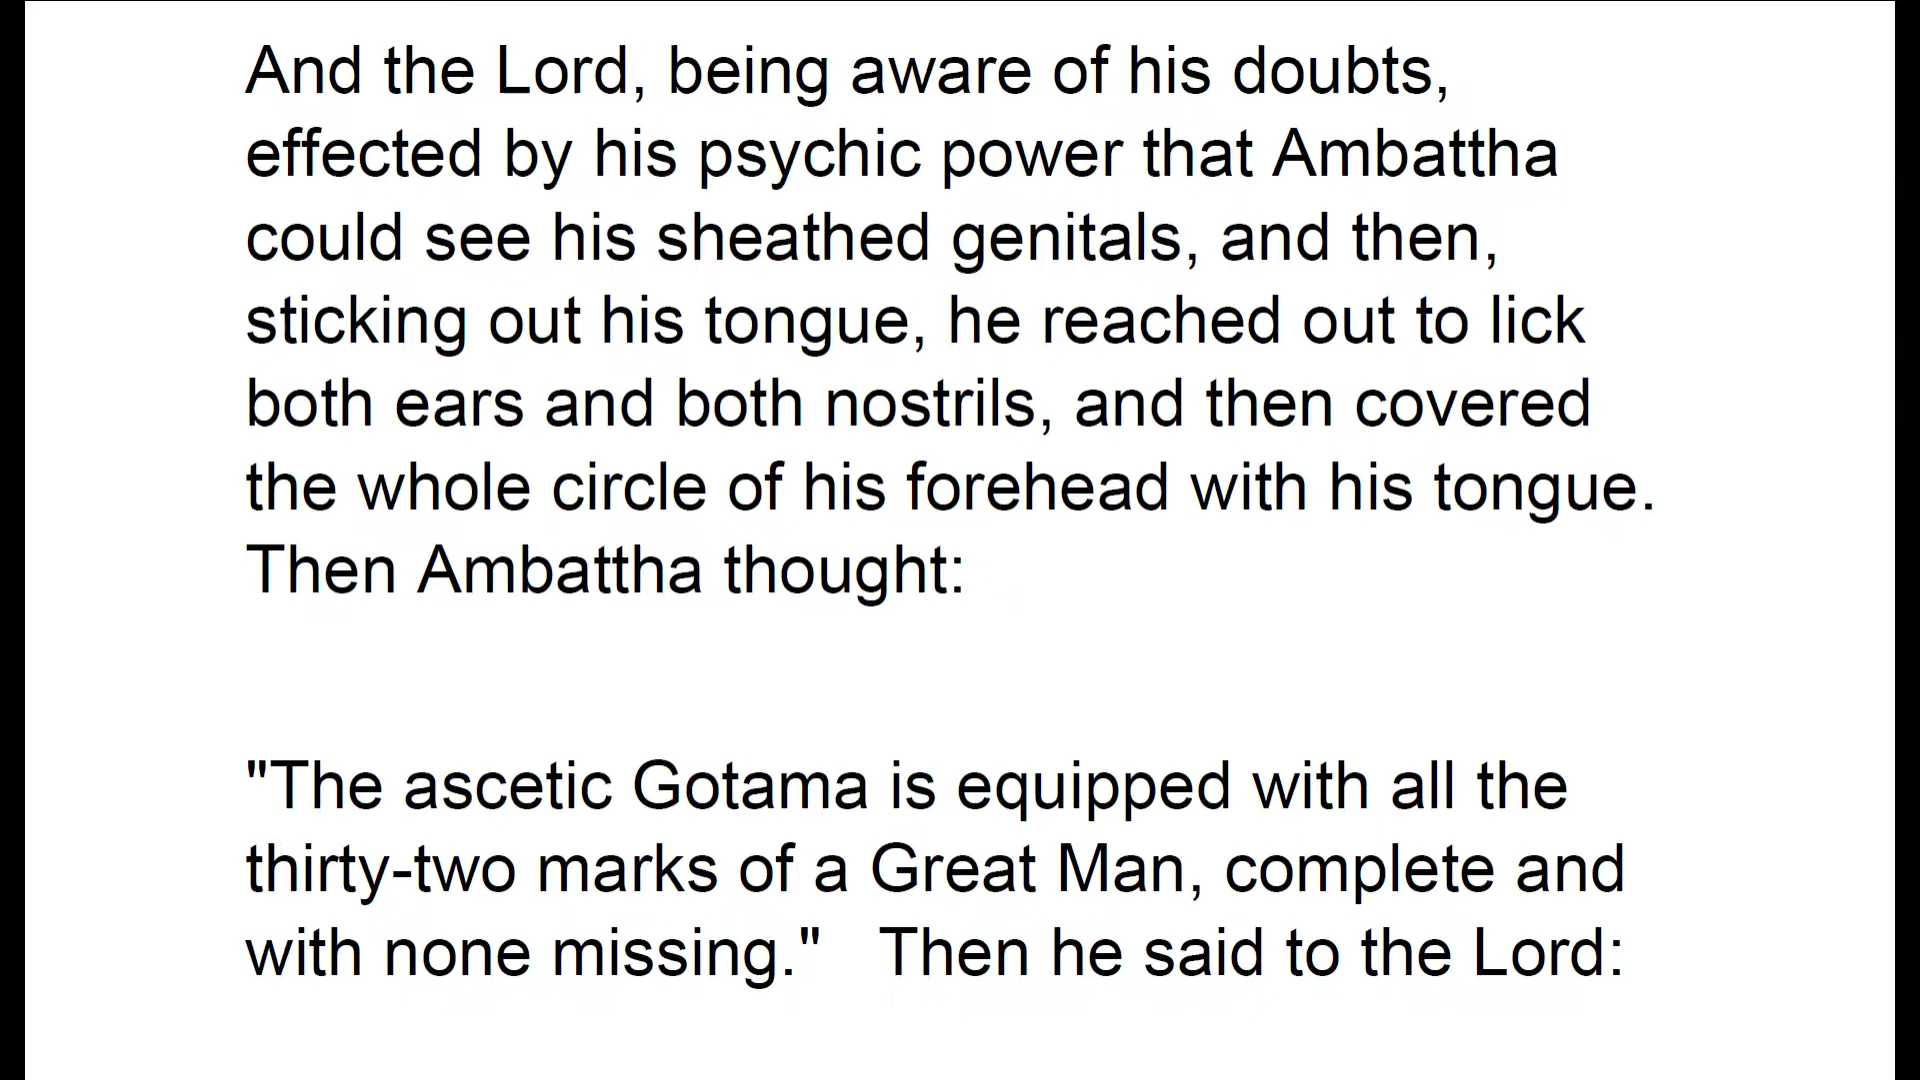 And the Lord, being aware of his doubts,
effected by his psychic power that Ambattha
could see his sheathed genitals, and then,
sticking out his tongue, he reached out to lick
both ears and both nostrils, and then covered
the whole circle of his forehead with his tongue.
Then Ambattha thought:
"The ascetic Gotama is equipped with all the
thirty-two marks of a Great Man, complete and
with none missing."   Then he said to the Lord: